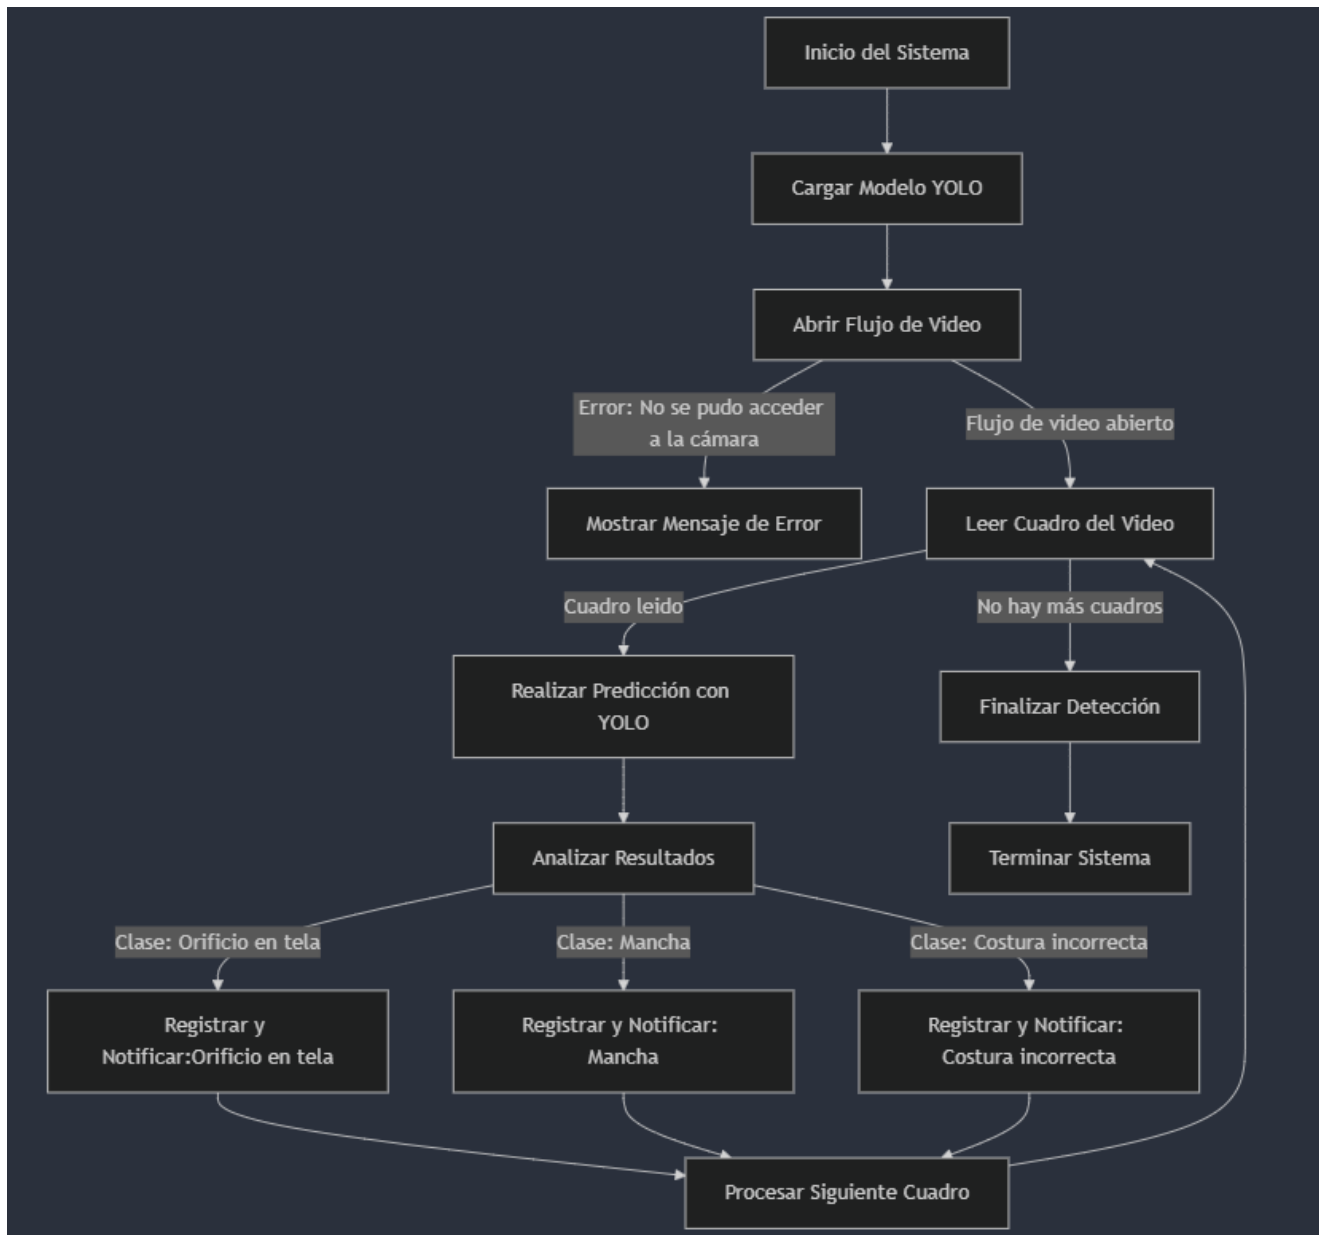 Inicio del Sistema
Cargar Modelo YOLO
Abrir Flujo de Video
Error: No se pudo acceder
a la cámara
Flujo de video abierto
Mostrar Mensaje de Error
Leer Cuadro del Video
Cuadro leido
No hay más cuadros
Realizar Predicción con
YOLO
Finalizar Detección
Analizar Resultados
Terminar Sistema
Clase: Orificio en tela
Clase: Mancha
Clase: Costura incorrecta
Registrar y
Notificar:Orificio en tela
Registrar y Notificar:
Mancha
Registrar y Notificar:
Costura incorrecta
Procesar Siguiente Cuadro